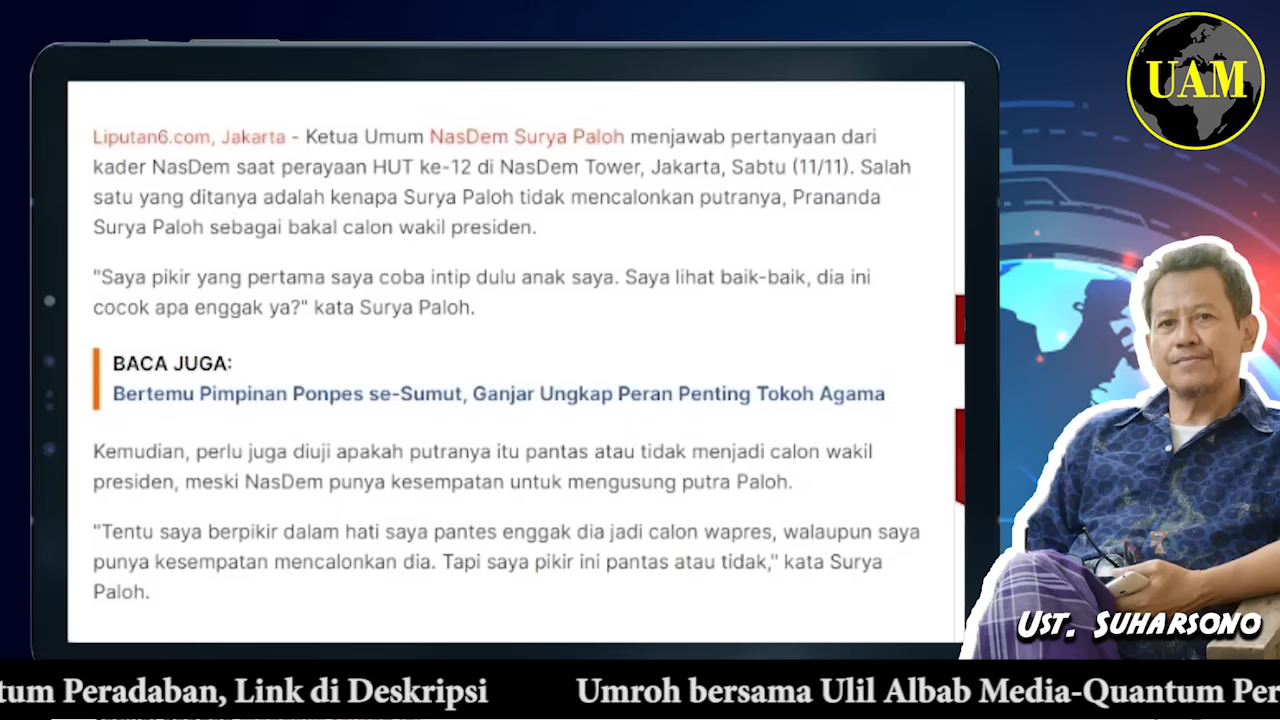 UAM
Liputan6.com, Jakarta - Ketua Umum NasDem Surya Paloh menjawab pertanyaan dari
kader NasDem saat perayaan HUT ke-12 di NasDem Tower, Jakarta, Sabtu (11/11). Salah
satu yang ditanya adalah kenapa Surya Paloh tidak mencalonkan putranya, Prananda
Surya Paloh sebagai bakal calon wakil presiden.
"Saya pikir yang pertama saya coba intip dulu anak saya. Saya lihat baik-baik, dia ini
cocok apa enggak ya?" kata Surya Paloh.
BACA JUGA:
Bertemu Pimpinan Ponpes se-Sumut, Ganjar Ungkap Peran Penting Tokoh Agama
Kemudian, perlu juga diuji apakah putranya itu pantas atau tidak menjadi calon wakil
presiden, meski NasDem punya kesempatan untuk mengusung putra Paloh.
"Tentu saya berpikir dalam hati saya pantes enggak dia jadi calon wapres, walaupun saya
punya kesempatan mencalonkan dia. Tapi saya pikir ini pantas atau tidak," kata Surya
Paloh.
UST. SUHARSONO
tum Peradaban, Link di Deskripsi Umroh bersama Ulil Albab Media-Quantum Per